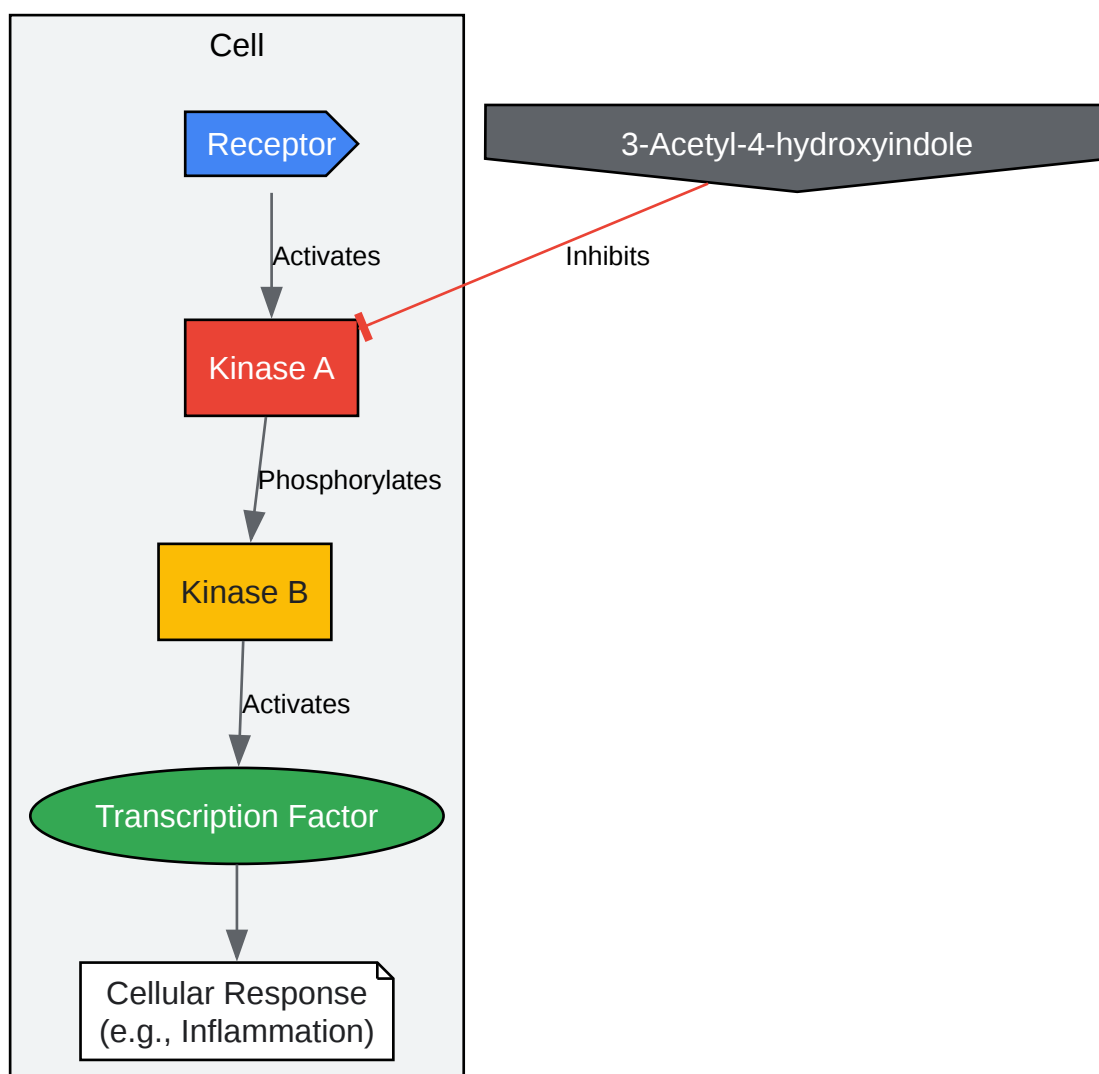 Cell
Receptor
3-Acetyl-4-hydroxyindole
Activates
Inhibits
Kinase A
Phosphorylates
Kinase B
Activates
Transcription Factor
Cellular Response
(e.g., Inflammation)